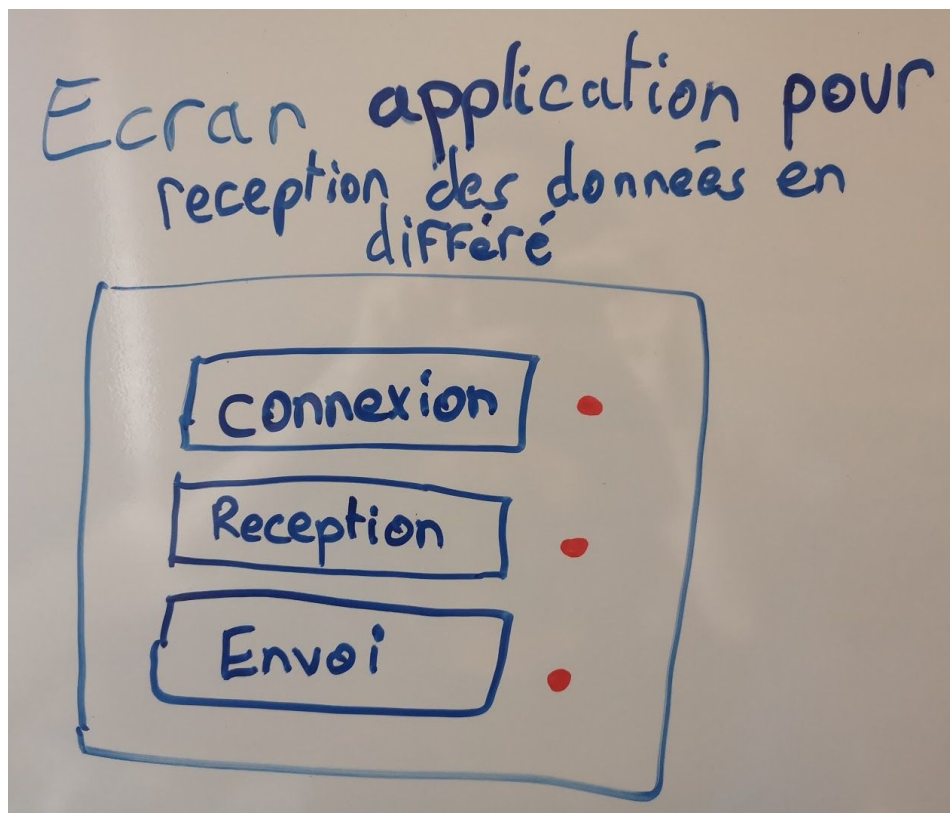 Ecran application pour
reception des données en
différé
connexion
Reception
Envoi